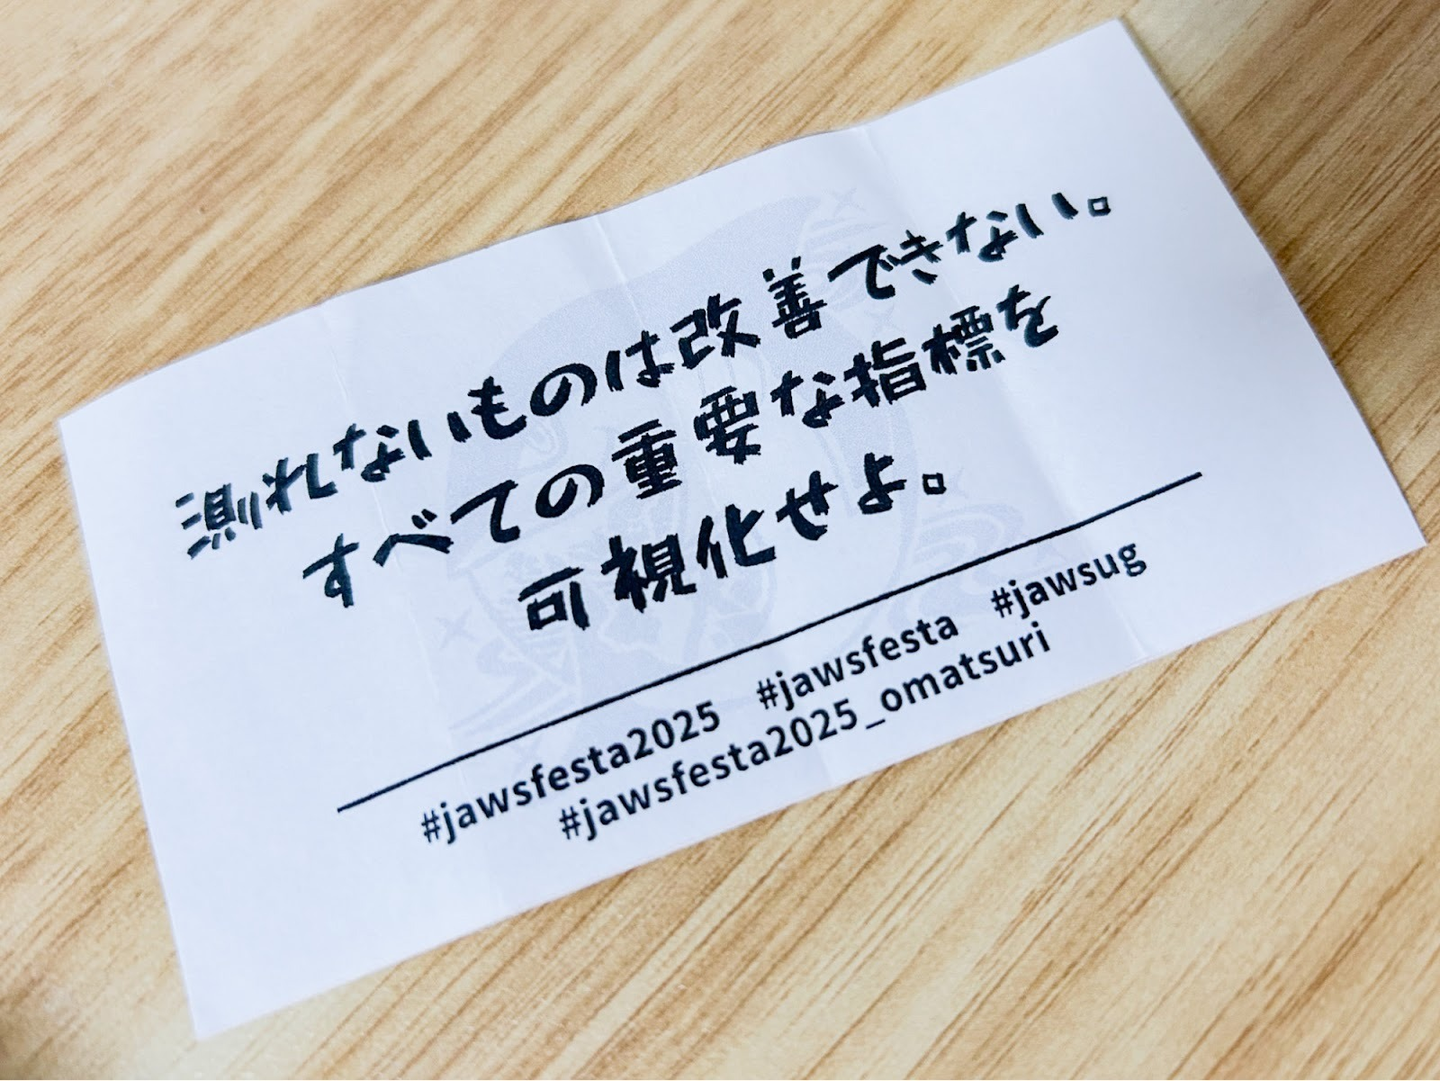 測れないものは改善できない。
すべての重要な指標を
可視化せよ。
#jawsfesta2025 #jawsfesta #jawsug
#jawsfesta2025_omatsuri